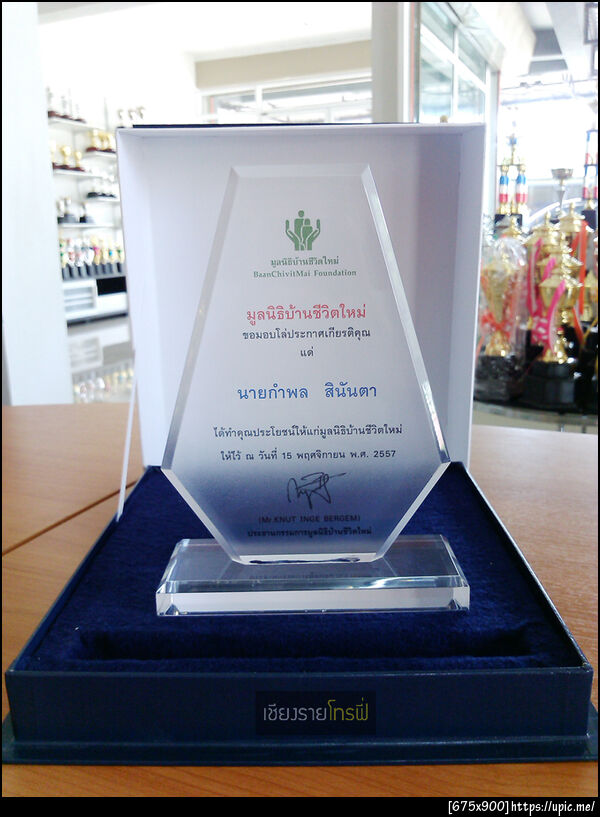 มูลนิธิบ้านชีวิตใหม่
BaanChivitMai Foundation
มูลนิธิบ้านชีวิตใหม่
ขอมอบโล่ประกาศเกียรติคุณ
แด่
นายกำพล สินันตา
ได้ทำคุณประโยชน์ให้แก่มูลนิธิบ้านชีวิตใหม่
ให้ไว้ ณ วันที่ 15 พฤศจิกายน พ.ศ. 2557
(Mr.KNUT INGE BERGEM)
ประธานกรรมการมูลนิธิบ้านชีวิตใหม่
เชียงรายโทรฟี่
[675x900]https://upic.me/